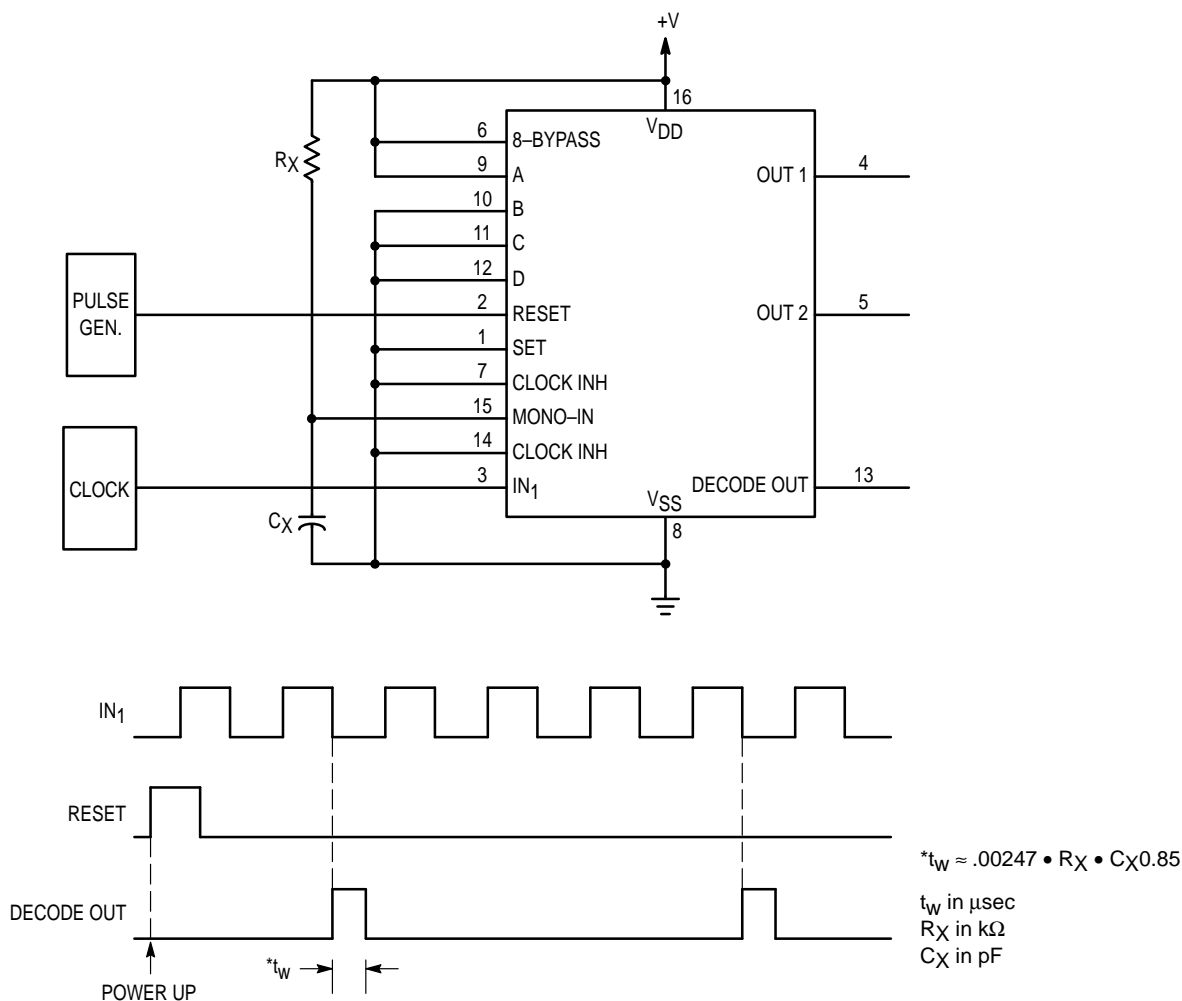 +V
16
VDD
6
8–BYPASS
RX
9
A
OUT 1
4
10
B
11
C
12
D
PULSE
GEN.
2
RESET
OUT 2
5
1
SET
7
CLOCK INH
15
MONO–IN
14
CLOCK INH
CLOCK
3
IN1
DECODE OUT
13
VSS
8
CX
IN1
RESET
DECODE OUT
*tw
POWER UP
*tw ≈ .00247 • RX • CX0.85
tw in µsec
RX in kΩ
CX in pF